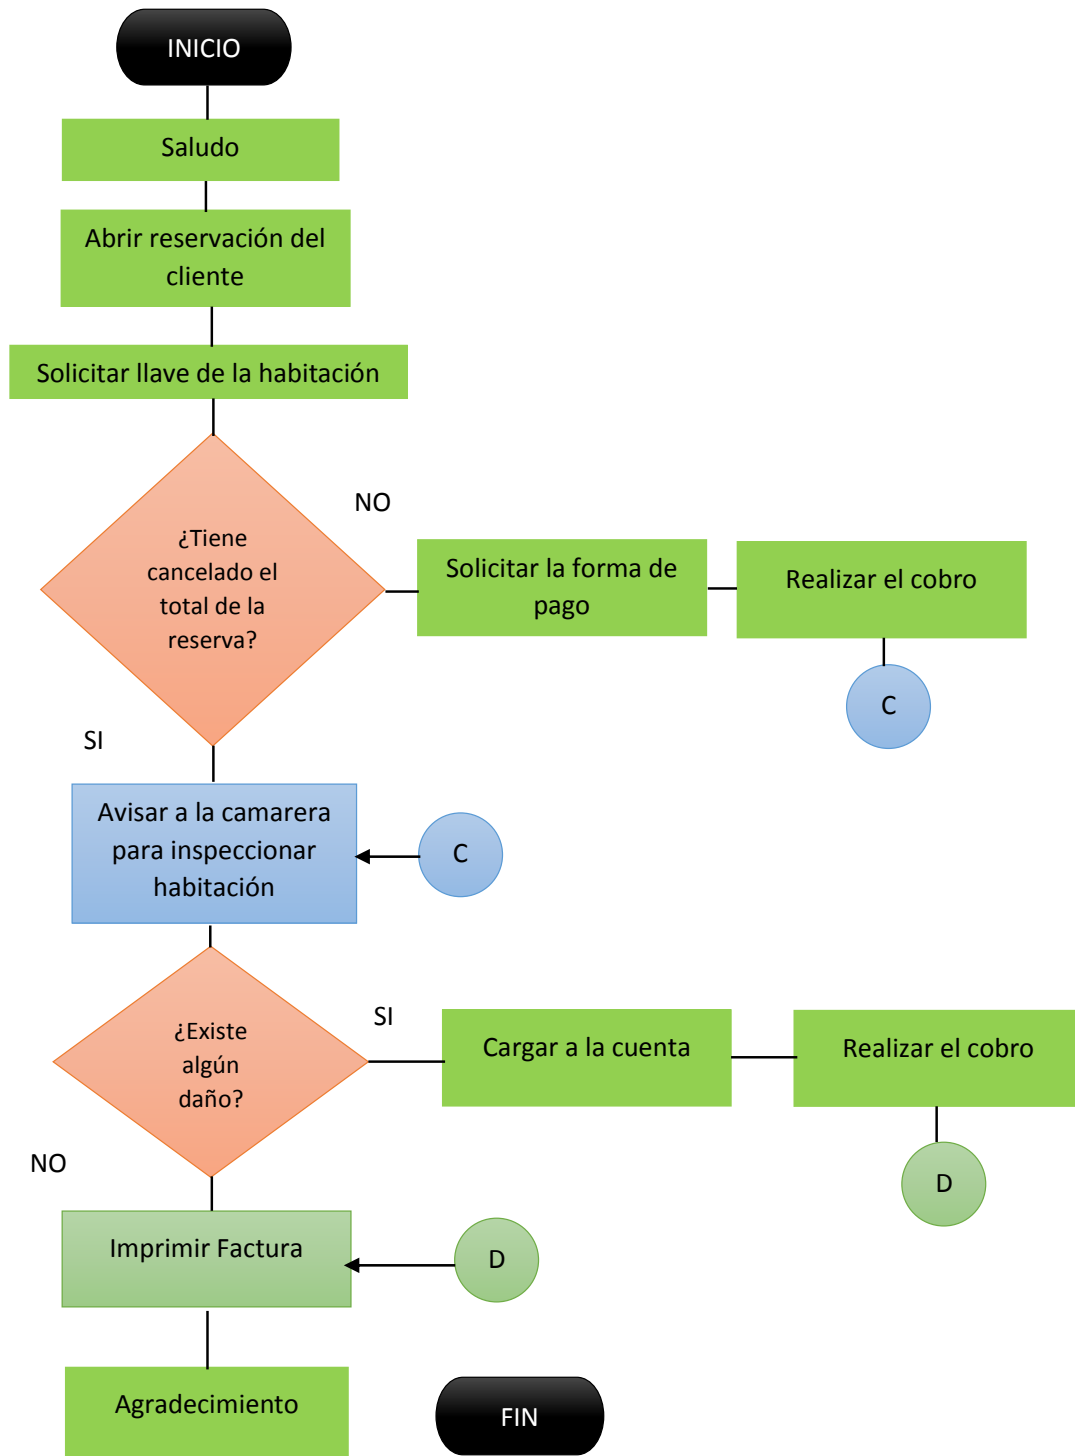 INICIO
Saludo
Abrir reservación del
cliente
Solicitar llave de la habitación
NO
¿Tiene
cancelado el
total de la
reserva?
Solicitar la forma de
pago
Realizar el cobro
C
SI
Avisar a la camarera
para inspeccionar
habitación
C
¿Existe
algún
daño?
SI
Cargar a la cuenta
Realizar el cobro
NO
D
Imprimir Factura
D
Agradecimiento
FIN